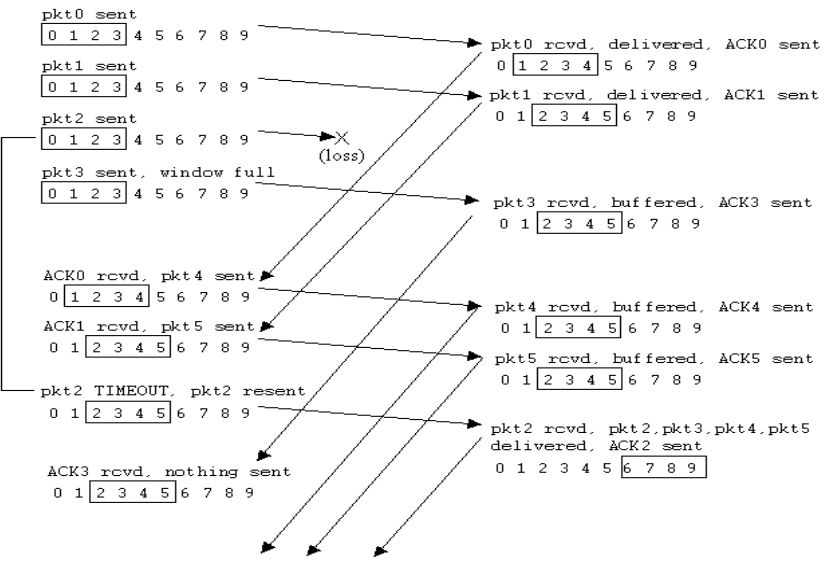 pkt0 sent
0 1 2 3 4 5 6 7 8 9
pkt1 sent
0 1 2 3 4 5 6 7 8 9
pkt2 sent
0 1 2 3 4 5 6 7 8 9
(loss)
pkt3 sent, window full
0 1 2 3 4 5 6 7 8 9
ACK0 rcvd, pkt4 sent
0 1 2 3 4 5 6 7 8 9
ACK1 rcvd, pkt5 sent
0 1 2 3 4 5 6 7 8 9
pkt2 TIMEOUT, pkt2 resent
0 1 2 3 4 5 6 7 8 9
ACK3 rcvd, nothing sent
0 1 2 3 4 5 6 7 8 9
pkt0 rcvd, delivered, ACK0 sent
0 1 2 3 4 5 6 7 8 9
pkt1 rcvd, delivered, ACK1 sent
0 1 2 3 4 5 6 7 8 9
pkt3 rcvd, buffered, ACK3 sent
0 1 2 3 4 5 6 7 8 9
pkt4 rcvd, buffered, ACK4 sent
0 1 2 3 4 5 6 7 8 9
pkt5 rcvd, buffered, ACK5 sent
0 1 2 3 4 5 6 7 8 9
pkt2 rcvd, pkt2,pkt3,pkt4,pkt5
delivered, ACK2 sent
0 1 2 3 4 5 6 7 8 9